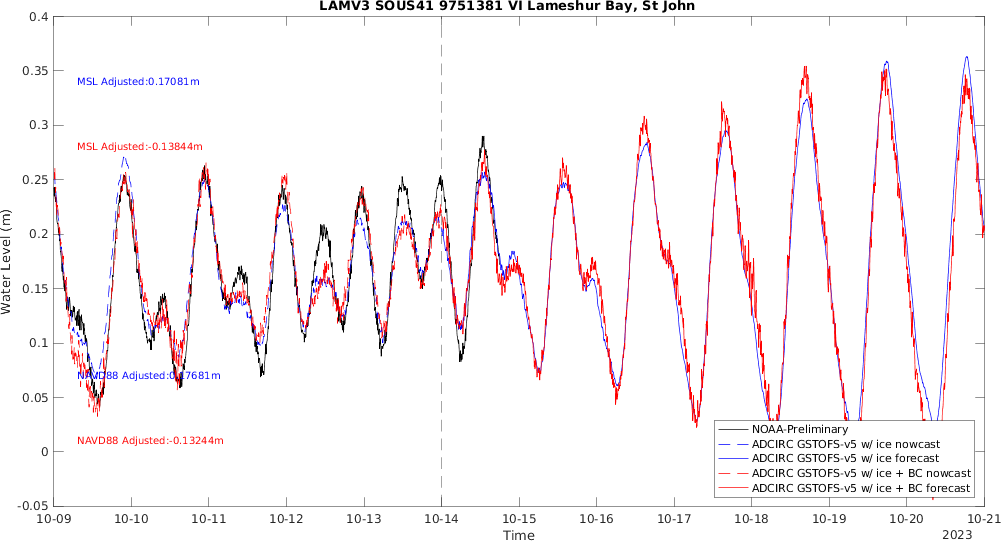 LAMV3 SOUS41 9751381 VI Lameshur Bay, St John
0.4
0.35
0.3
0.25
0.2
0.15
0.1
0.05
0
-0.05
Water Level (m)
MSL Adjusted:0.17081m
MSL Adjusted:-0.13844m
NAVD88 Adjusted:0.17681m
NAVD88 Adjusted:-0.13244m
NOAA-Preliminary
ADCIRC GSTOFS-v5 w/ ice nowcast
ADCIRC GSTOFS-v5 w/ ice forecast
ADCIRC GSTOFS-v5 w/ ice + BC nowcast
ADCIRC GSTOFS-v5 w/ ice + BC forecast
10-09 10-10 10-11 10-12 10-13 10-14 10-15 10-16 10-17 10-18 10-19 10-20 10-21
Time
2023